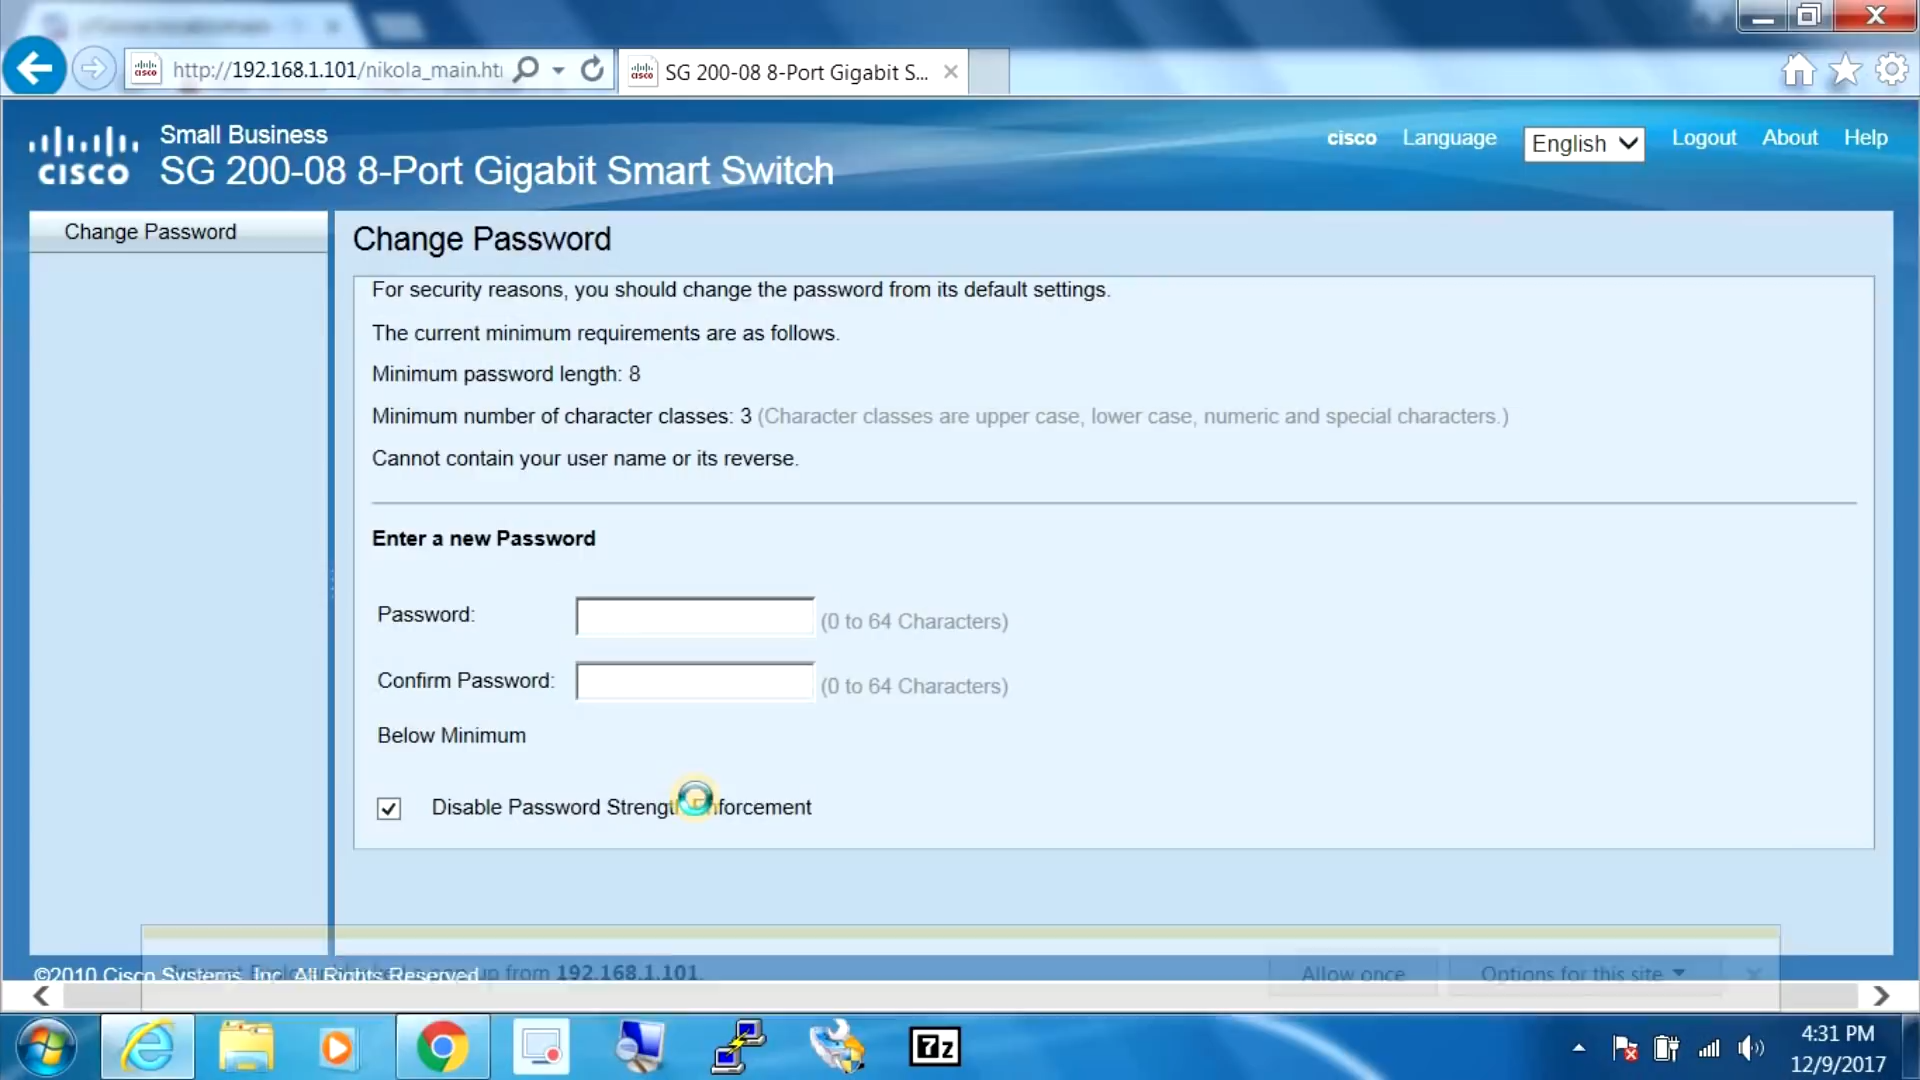 http://192.168.1.101/nikola_main.ht
SG 200-08 8-Port Gigabit S...
cisco
Small Business
SG 200-08 8-Port Gigabit Smart Switch
cisco Language English Logout About Help
Change Password
Change Password
For security reasons, you should change the password from its default settings.
The current minimum requirements are as follows.
Minimum password length: 8
Minimum number of character classes: 3 (Character classes are upper case, lower case, numeric and special characters.)
Cannot contain your user name or its reverse.
Enter a new Password
Password: (0 to 64 Characters)
Confirm Password: (0 to 64 Characters)
Below Minimum
Disable Password Strength Enforcement
©2010 Cisco Systems, Inc. All Rights Reserved.
up from 192.168.1.101.
Allow once Options for this site
7z
4:31 PM
12/9/2017